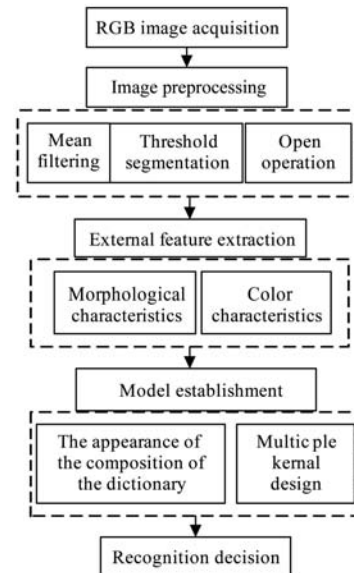 RGB image acquisition
Image preprocessing
Mean
filtering
Threshold
segmentation
Open
operation
External feature extraction
Morphological
characteristics
Color
characteristics
Model establishment
The appearance of
the composition of
the dictionary
Multic ple
kernal
design
Recognition decision